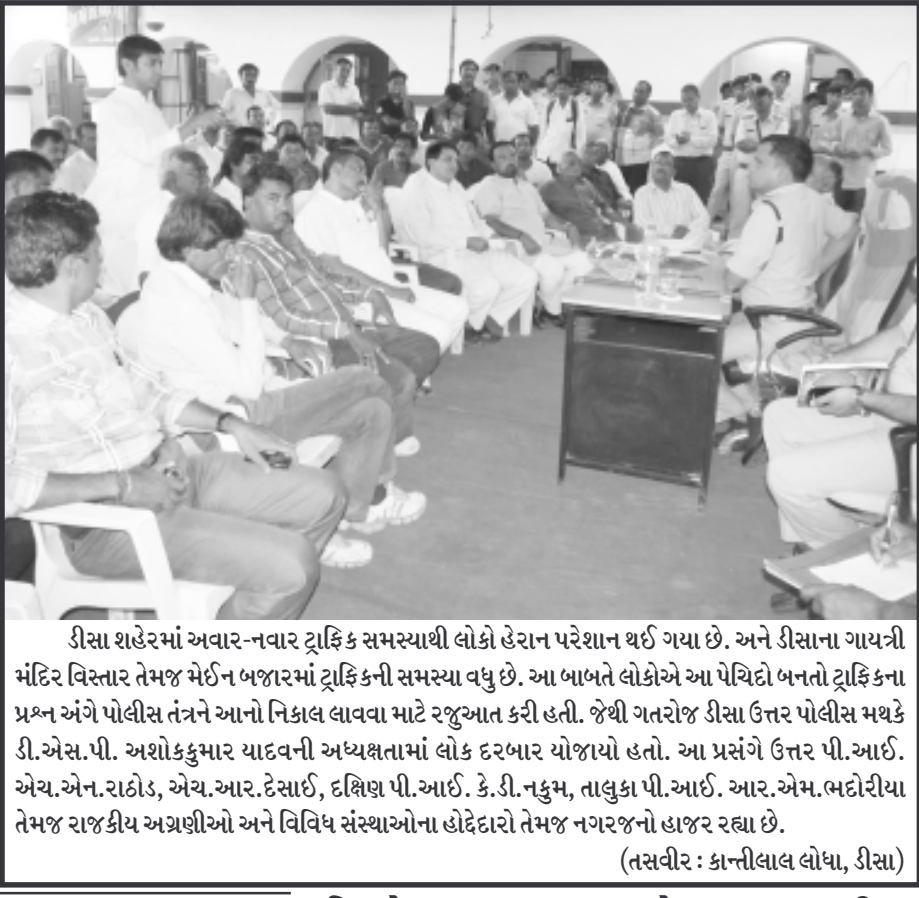 ડીસા શહેરમાં અવાર-નવાર ટ્રાફિક સમસ્યાથી લોકો હેરાન પરેશાન થઈ ગયા છે. અને ડીસાના ગાયત્રી
મંદિર વિસ્તાર તેમજ મેઈન બજારમાં ટ્રાફિકની સમસ્યા વધુ છે. આ બાબતે લોકોએ આ પેચિદો બનતો ટ્રાફિકના
પ્રશ્ન અંગે પોલીસ તંત્રને આનો નિકાલ લાવવા માટે રજુઆત કરી હતી. જેથી ગતરોજ ડીસા ઉત્તર પોલીસ મથકે
ડી.એસ.પી. અશોકકુમાર યાદવની અધ્યક્ષતામાં લોક દરબાર યોજાયો હતો. આ પ્રસંગે ઉત્તર પી.આઈ.
એચ.એન.રાઠોડ, એચ.આર.દેસાઈ, દક્ષિણ પી.આઈ. કે.ડી.નકુમ, તાલુકા પી.આઈ. આર.એમ.ભદોરીયા
તેમજ રાજકીય અગ્રણીઓ અને વિવિધ સંસ્થાઓના હોદ્દેદારો તેમજ નગરજનો હાજર રહ્યા છે.
(તસવીર : કાન્તીલાલ લોધા, ડીસા)